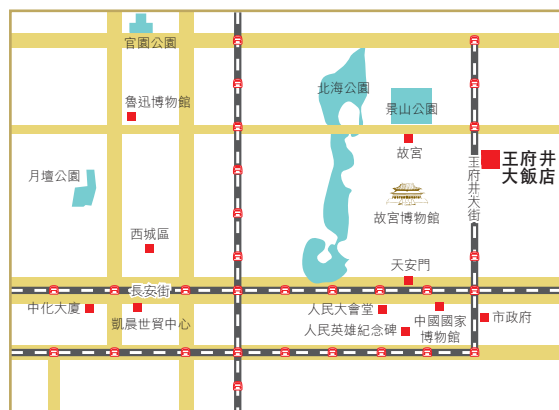 官園公園
北海公園
魯迅博物館
景山公園
故宮
王府井
大飯店
月壇公園
王府井大街
故宮博物館
西城區
天安門
長安街
中化大廈
凱晨世貿中心
人民大會堂
人民英雄紀念碑
中國國家
博物館
市政府